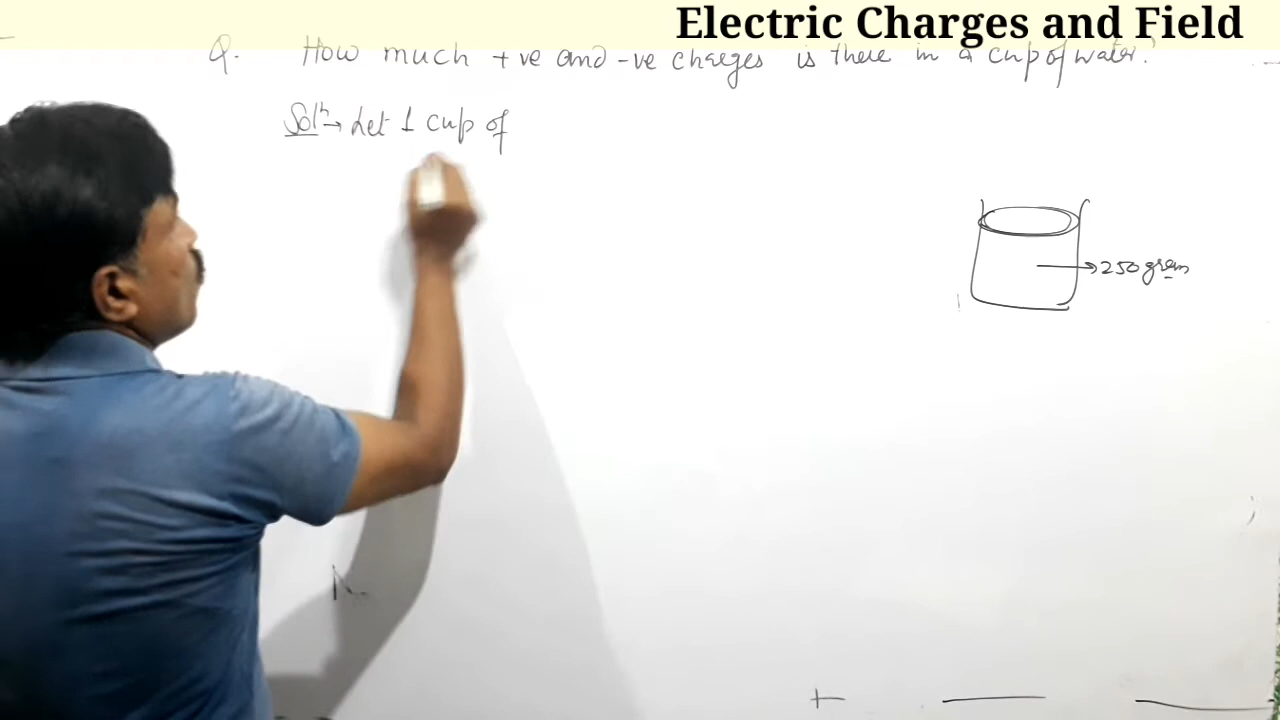 Electric Charges and Field
Q. How much +ve and -ve charges is there in a cup of water?
Solⁿ→ Let 1 cup of
→250 gram